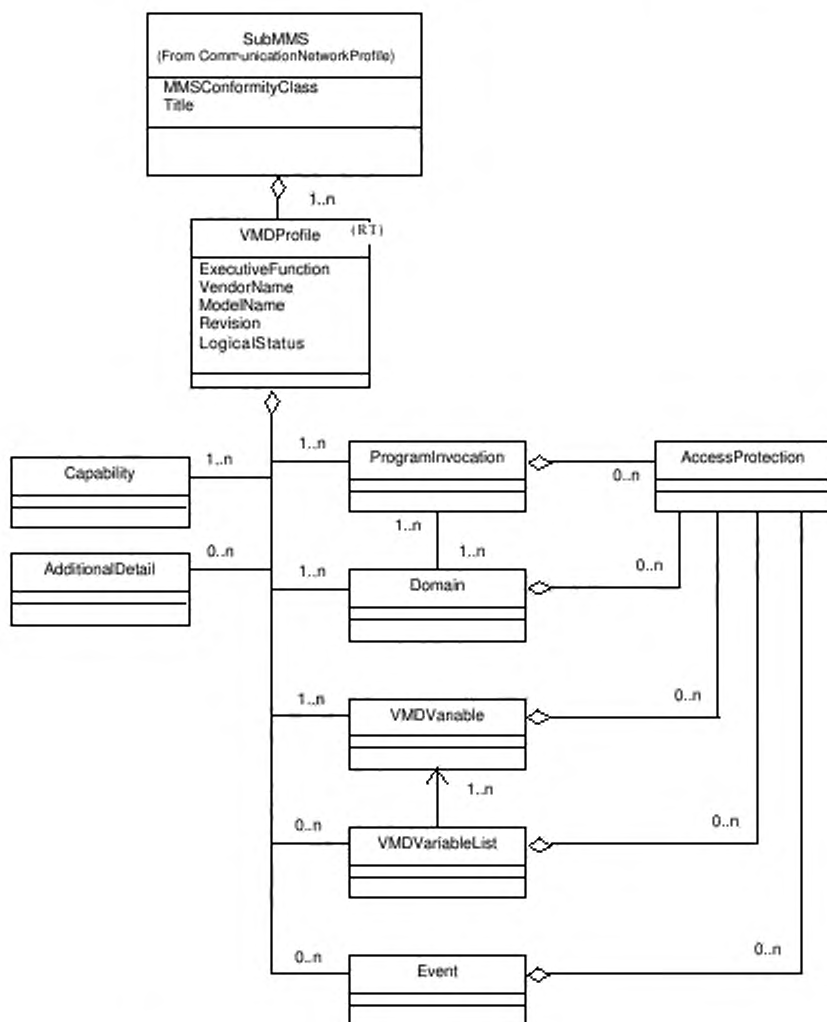 SubMMS
(From CommunicationNetworkProfile)
MMSConformityClass
Title
1..n
VMDProfile
(RT)
ExecutiveFunction
VendorName
ModelName
Revision
LogicalStatus
1..n
ProgramInvocation
AccessProtection
Capability
1..n
0..n
1..n
0..n
1..n
AdditionalDetail
1..n
Domain
0..n
1..n
VMDVariable
0..n
1..n
0..n
VMDVariableList
0..n
0..n
Event
0..n